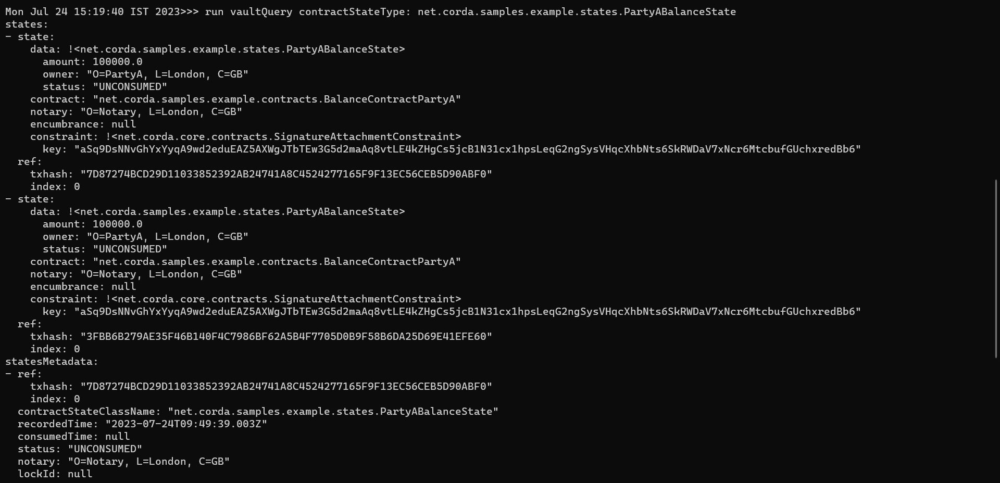 Mon Jul 24 15:19:40 IST 2023>>> run vaultQuery contractStateType: net.corda.samples.example.states.PartyABalanceState
states:
- state:
    data: !<net.corda.samples.example.states.PartyABalanceState>
      amount: 100000.0
      owner: "O=PartyA, L=London, C=GB"
      status: "UNCONSUMED"
    contract: "net.corda.samples.example.contracts.BalanceContractPartyA"
    notary: "O=Notary, L=London, C=GB"
    encumbrance: null
    constraint: !<net.corda.core.contracts.SignatureAttachmentConstraint>
      key: "aSq9DsNNvGhYxYyqA9wd2eduEAZ5AXWgJTbTEw3G5d2maAq8vtLE4kZHgCs5jcB1N31cx1hpsLeqG2ngSysVHqcXhbNts6SkRWDaV7xNcr6MtcbufGUchxredBb6"
  ref:
    txhash: "7D87274BCD29D11033852392AB24741A8C4524277165F9F13EC56CEB5D90ABF0"
    index: 0
- state:
    data: !<net.corda.samples.example.states.PartyABalanceState>
      amount: 100000.0
      owner: "O=PartyA, L=London, C=GB"
      status: "UNCONSUMED"
    contract: "net.corda.samples.example.contracts.BalanceContractPartyA"
    notary: "O=Notary, L=London, C=GB"
    encumbrance: null
    constraint: !<net.corda.core.contracts.SignatureAttachmentConstraint>
      key: "aSq9DsNNvGhYxYyqA9wd2eduEAZ5AXWgJTbTEw3G5d2maAq8vtLE4kZHgCs5jcB1N31cx1hpsLeqG2ngSysVHqcXhbNts6SkRWDaV7xNcr6MtcbufGUchxredBb6"
  ref:
    txhash: "3FBB6B279AE35F46B140F4C7986BF62A5B4F7705D0B9F58B6DA25D69E41EFE60"
    index: 0
statesMetadata:
- ref:
    txhash: "7D87274BCD29D11033852392AB24741A8C4524277165F9F13EC56CEB5D90ABF0"
    index: 0
  contractStateClassName: "net.corda.samples.example.states.PartyABalanceState"
  recordedTime: "2023-07-24T09:49:39.003Z"
  consumedTime: null
  status: "UNCONSUMED"
  notary: "O=Notary, L=London, C=GB"
  lockId: null